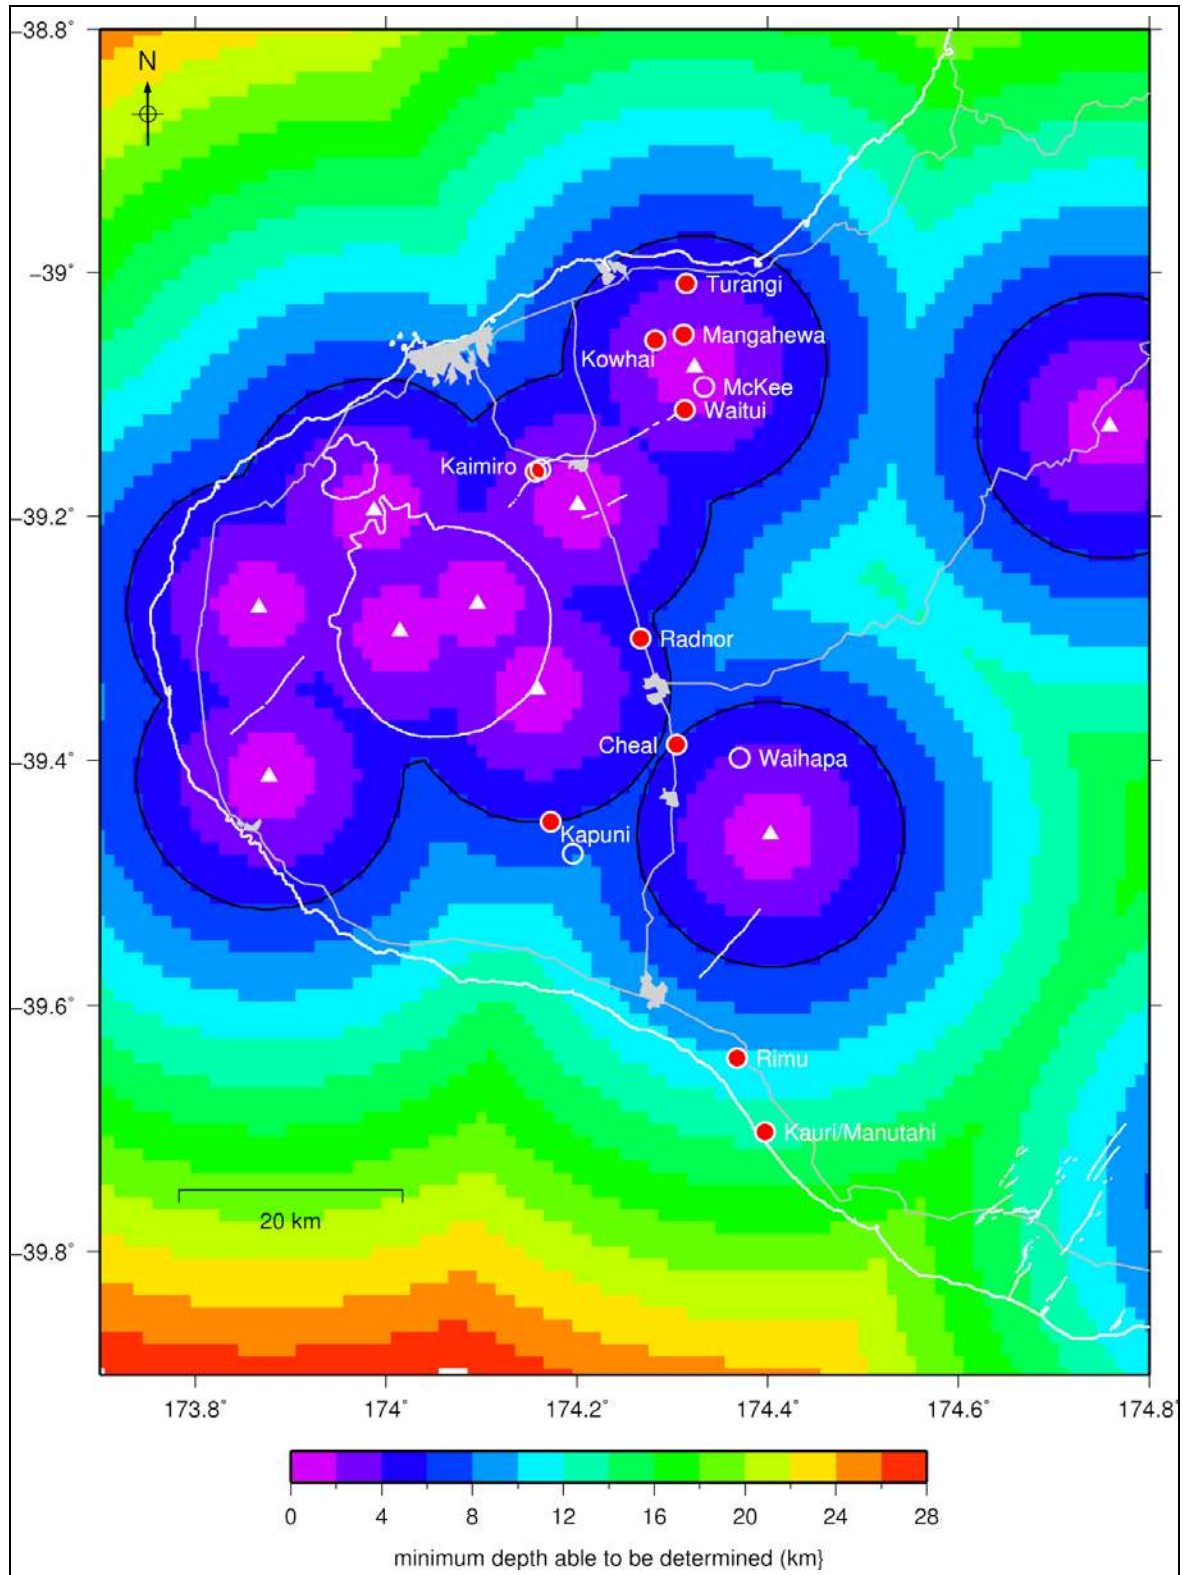 −38.8˚
N
−39˚
Turangi
Mangahewa
Kowhai
McKee
Waitui
Kaimiro
−39.2˚
Radnor
Cheal
Waihapa
−39.4˚
Kapuni
−39.6˚
Rimu
Kauri/Manutahi
20 km
−39.8˚
173.8˚ 174˚ 174.2˚ 174.4˚ 174.6˚ 174.8˚
0 4 8 12 16 20 24 28
minimum depth able to be determined (km}